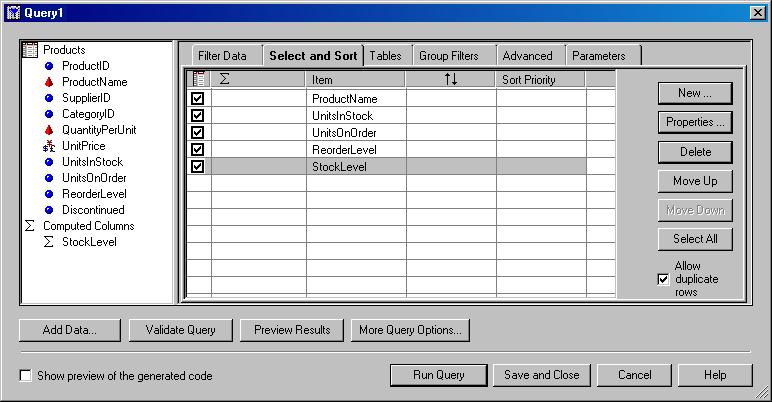 Query1
Products
ProductID
ProductName
SupplierID
CategoryID
QuantityPerUnit
UnitPrice
UnitsInStock
UnitsOnOrder
ReorderLevel
Discontinued
Σ Computed Columns
Σ StockLevel
Filter Data Select and Sort Tables Group Filters Advanced Parameters
Σ Item ↑↓ Sort Priority
ProductName
UnitsInStock
UnitsOnOrder
ReorderLevel
StockLevel
New ...
Properties ...
Delete
Move Up
Move Down
Select All
Allow
duplicate
rows
Add Data... Validate Query Preview Results More Query Options...
Show preview of the generated code
Run Query Save and Close Cancel Help